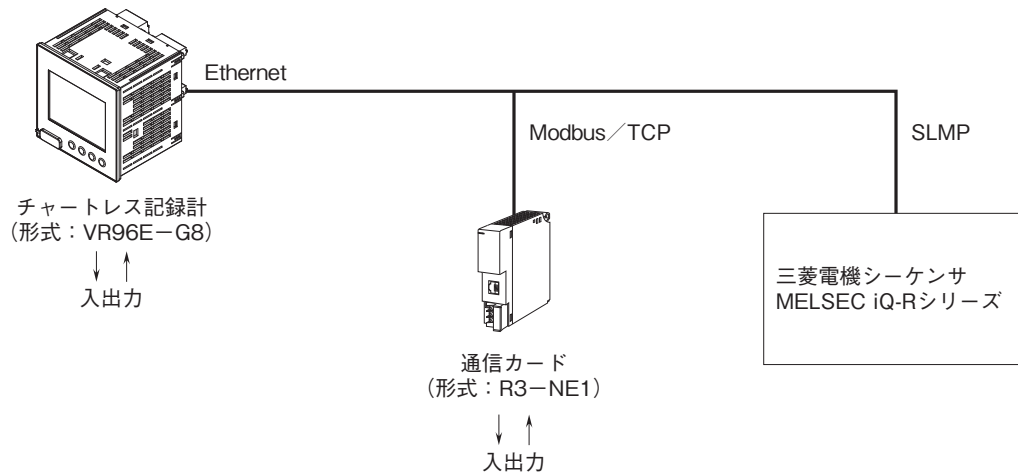 Ethernet
Modbus／TCP
SLMP
チャートレス記録計
（形式：VR96E－G8）
入出力
三菱電機シーケンサ
MELSEC iQ-Rシリーズ
通信カード
（形式：R3－NE1）
入出力